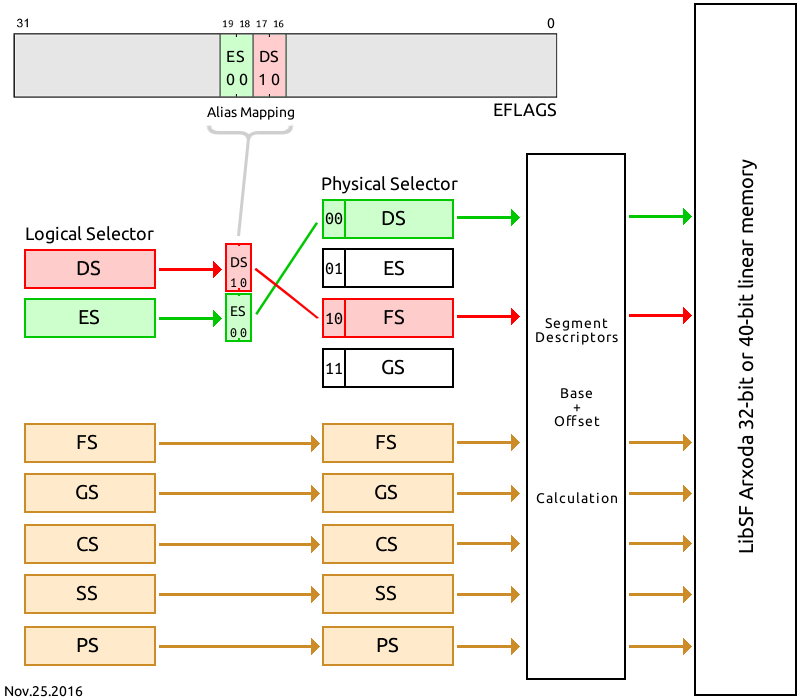 31
19 18 17 16
0
ES DS
0 0 1 0
Alias Mapping
EFLAGS
Physical Selector
Logical Selector
00 DS
DS
DS
1 0
01 ES
ES
ES
0 0
10 FS
11 GS
Segment
Descriptors
Base
+
Offset
Calculation
FS FS
GS GS
CS CS
SS SS
PS PS
LibSF Arxoda 32-bit or 40-bit linear memory
Nov.25.2016